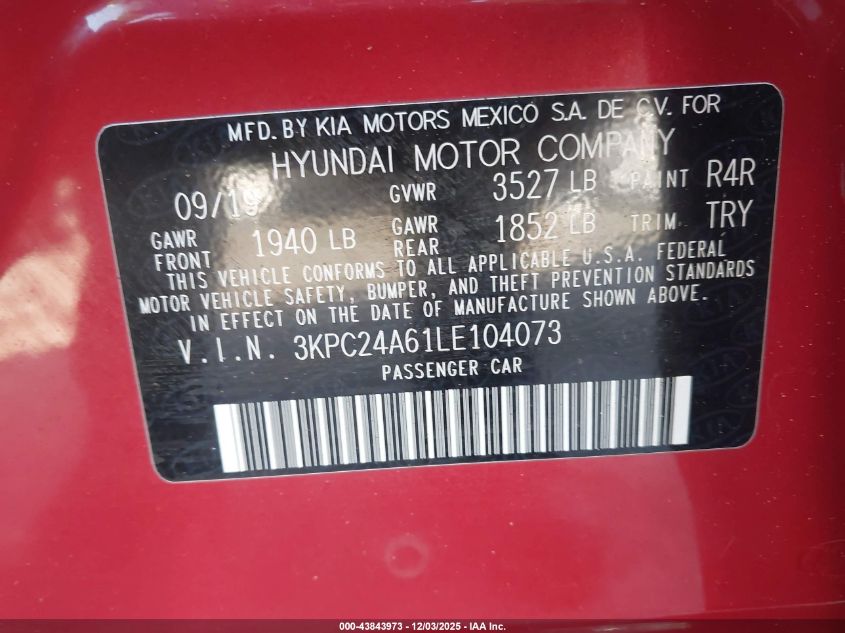 MFD. BY KIA MOTORS MEXICO S.A. DE C.V. FOR
HYUNDAI MOTOR COMPANY
09/19 GVWR 3527 LB PAINT R4R
GAWR FRONT 1940 LB GAWR REAR 1852 LB TRIM TRY
THIS VEHICLE CONFORMS TO ALL APPLICABLE U.S.A. FEDERAL
MOTOR VEHICLE SAFETY, BUMPER, AND THEFT PREVENTION STANDARDS
IN EFFECT ON THE DATE OF MANUFACTURE SHOWN ABOVE.
V.I.N. 3KPC24A61LE104073
PASSENGER CAR
000-43843973 - 12/03/2025 - IAA Inc.